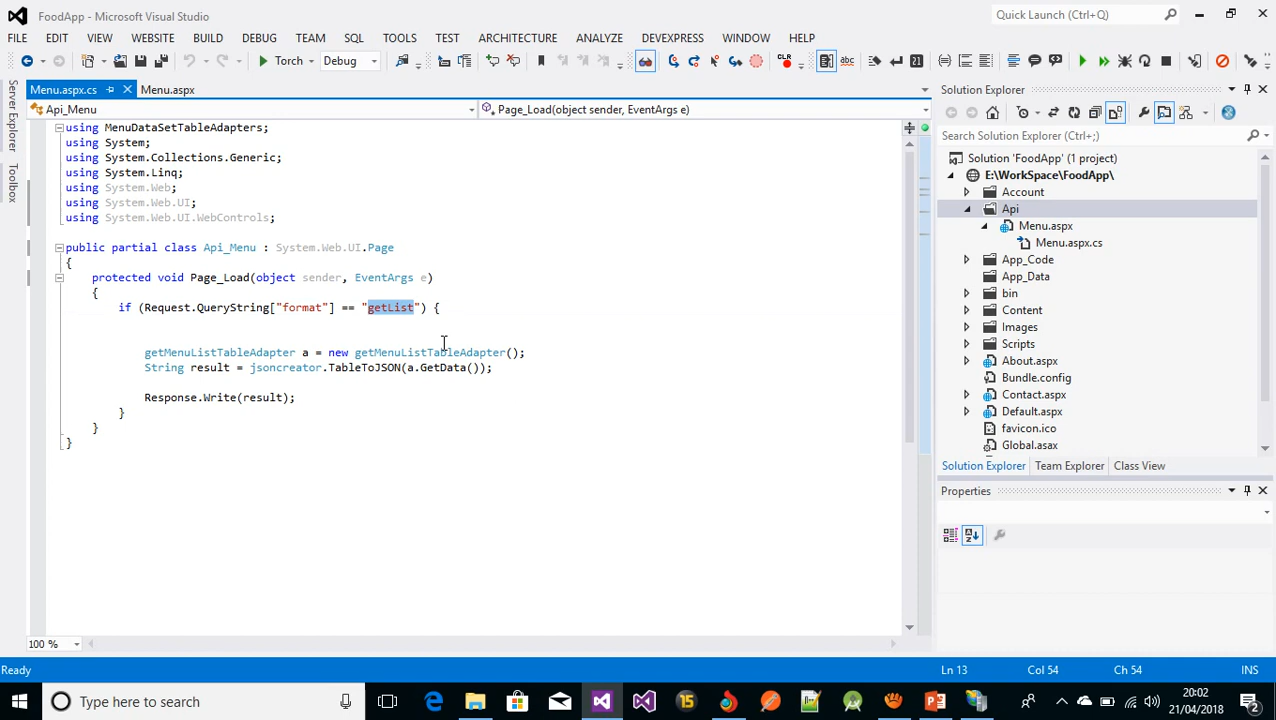 FoodApp - Microsoft Visual Studio
Quick Launch (Ctrl+Q)
FILE EDIT VIEW WEBSITE BUILD DEBUG TEAM SQL TOOLS TEST ARCHITECTURE ANALYZE DEVEXPRESS WINDOW HELP
Torch Debug
Menu.aspx.cs Menu.aspx
Api_Menu Page_Load(object sender, EventArgs e)
Server Explorer
Toolbox
using MenuDataSetTableAdapters;
using System;
using System.Collections.Generic;
using System.Linq;
using System.Web;
using System.Web.UI;
using System.Web.UI.WebControls;
public partial class Api_Menu : System.Web.UI.Page
{
protected void Page_Load(object sender, EventArgs e)
{
if (Request.QueryString["format"] == "getList") {
getMenuListTableAdapter a = new getMenuListTableAdapter();
String result = jsoncreator.TableToJSON(a.GetData());
Response.Write(result);
}
}
}
100 %
Solution Explorer
Search Solution Explorer (Ctrl+;)
Solution 'FoodApp' (1 project)
E:\WorkSpace\FoodApp\
Account
Api
Menu.aspx
Menu.aspx.cs
App_Code
App_Data
bin
Content
Images
Scripts
About.aspx
Bundle.config
Contact.aspx
Default.aspx
favicon.ico
Global.asax
Solution Explorer Team Explorer Class View
Properties
Ready Ln 13 Col 54 Ch 54 INS
Type here to search
15
20:02
21/04/2018
2